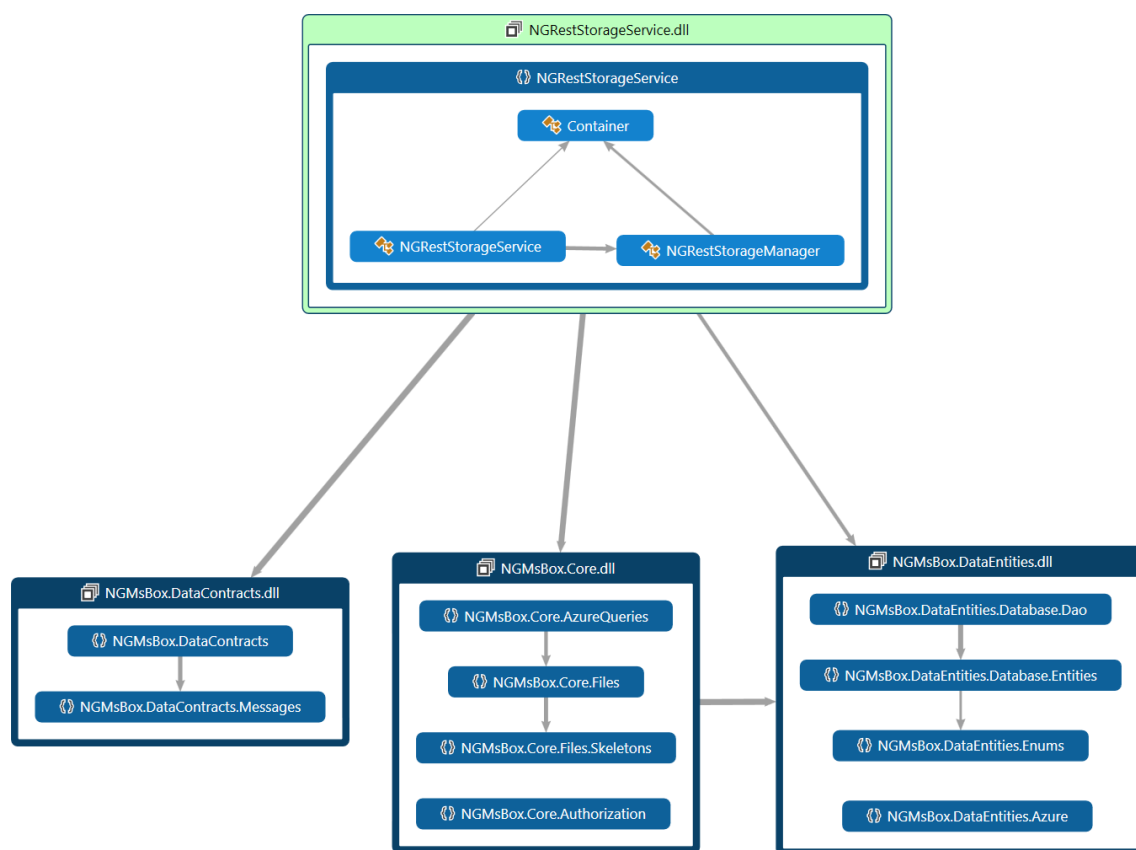 NGRestStorageService.dll
NGRestStorageService
Container
NGRestStorageService
NGRestStorageManager
NGMsBox.DataContracts.dll
NGMsBox.DataContracts
NGMsBox.DataContracts.Messages
NGMsBox.Core.dll
NGMsBox.Core.AzureQueries
NGMsBox.Core.Files
NGMsBox.Core.Files.Skeletons
NGMsBox.Core.Authorization
NGMsBox.DataEntities.dll
NGMsBox.DataEntities.Database.Dao
NGMsBox.DataEntities.Database.Entities
NGMsBox.DataEntities.Enums
NGMsBox.DataEntities.Azure